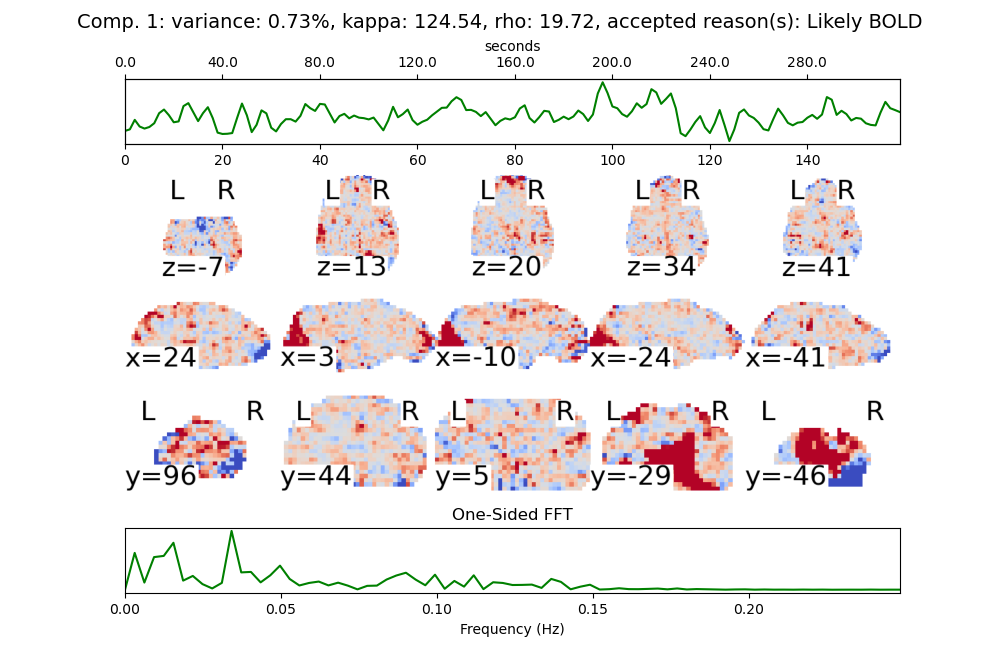 Comp. 1: variance: 0.73%, kappa: 124.54, rho: 19.72, accepted reason(s): Likely BOLD
seconds
0.0 40.0 80.0 120.0 160.0 200.0 240.0 280.0
0 20 40 60 80 100 120 140
L R L R L R L R L R
z=-7 z=13 z=20 z=34 z=41
x=24 x=3 x=-10 x=-24 x=-41
L R L R L R L R L R
y=96 y=44 y=5 y=-29 y=-46
One-Sided FFT
0.00 0.05 0.10 0.15 0.20
Frequency (Hz)